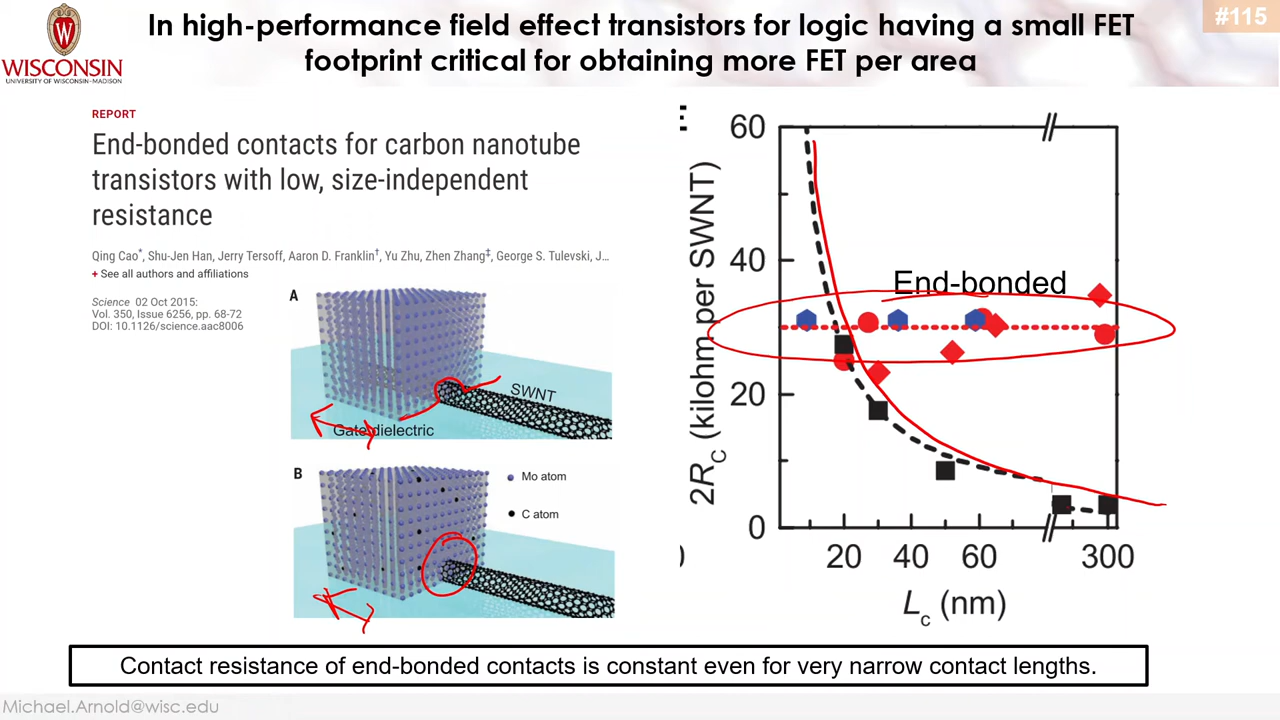 In high-performance field effect transistors for logic having a small FET
footprint critical for obtaining more FET per area
#115
W
WISCONSIN
UNIVERSITY OF WISCONSIN-MADISON
REPORT
End-bonded contacts for carbon nanotube
transistors with low, size-independent
resistance
Qing Cao*, Shu-Jen Han, Jerry Tersoff, Aaron D. Franklin†, Yu Zhu, Zhen Zhang‡, George S. Tulevski, J…
+ See all authors and affiliations
Science 02 Oct 2015:
Vol. 350, Issue 6256, pp. 68-72
DOI: 10.1126/science.aac8006
A
SWNT
Gate dielectric
B
Mo atom
C atom
2RC (kilohm per SWNT)
60
40
20
0
End-bonded
20
40
60
300
Lc (nm)
Contact resistance of end-bonded contacts is constant even for very narrow contact lengths.
Michael.Arnold@wisc.edu